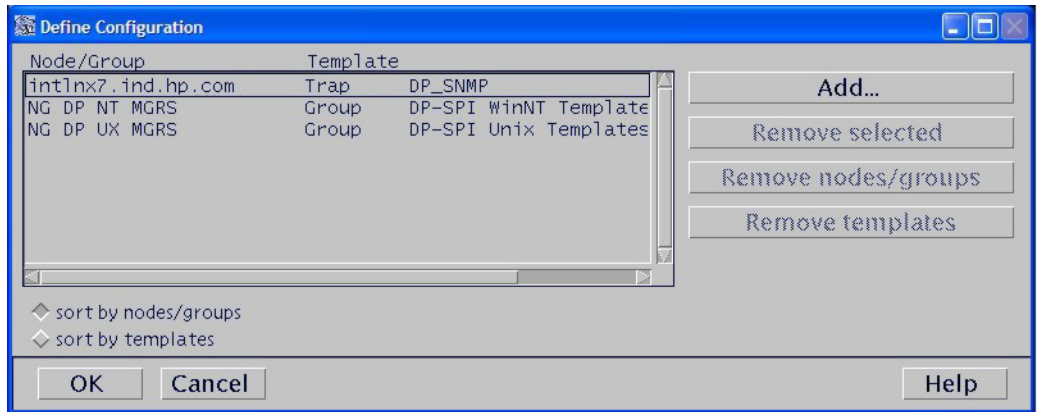 Define Configuration
Node/Group Template
intlnx7.ind.hp.com Trap DP_SNMP
NG DP NT MGRS Group DP-SPI WinNT Template
NG DP UX MGRS Group DP-SPI Unix Templates
Add...
Remove selected
Remove nodes/groups
Remove templates
sort by nodes/groups
sort by templates
OK Cancel Help